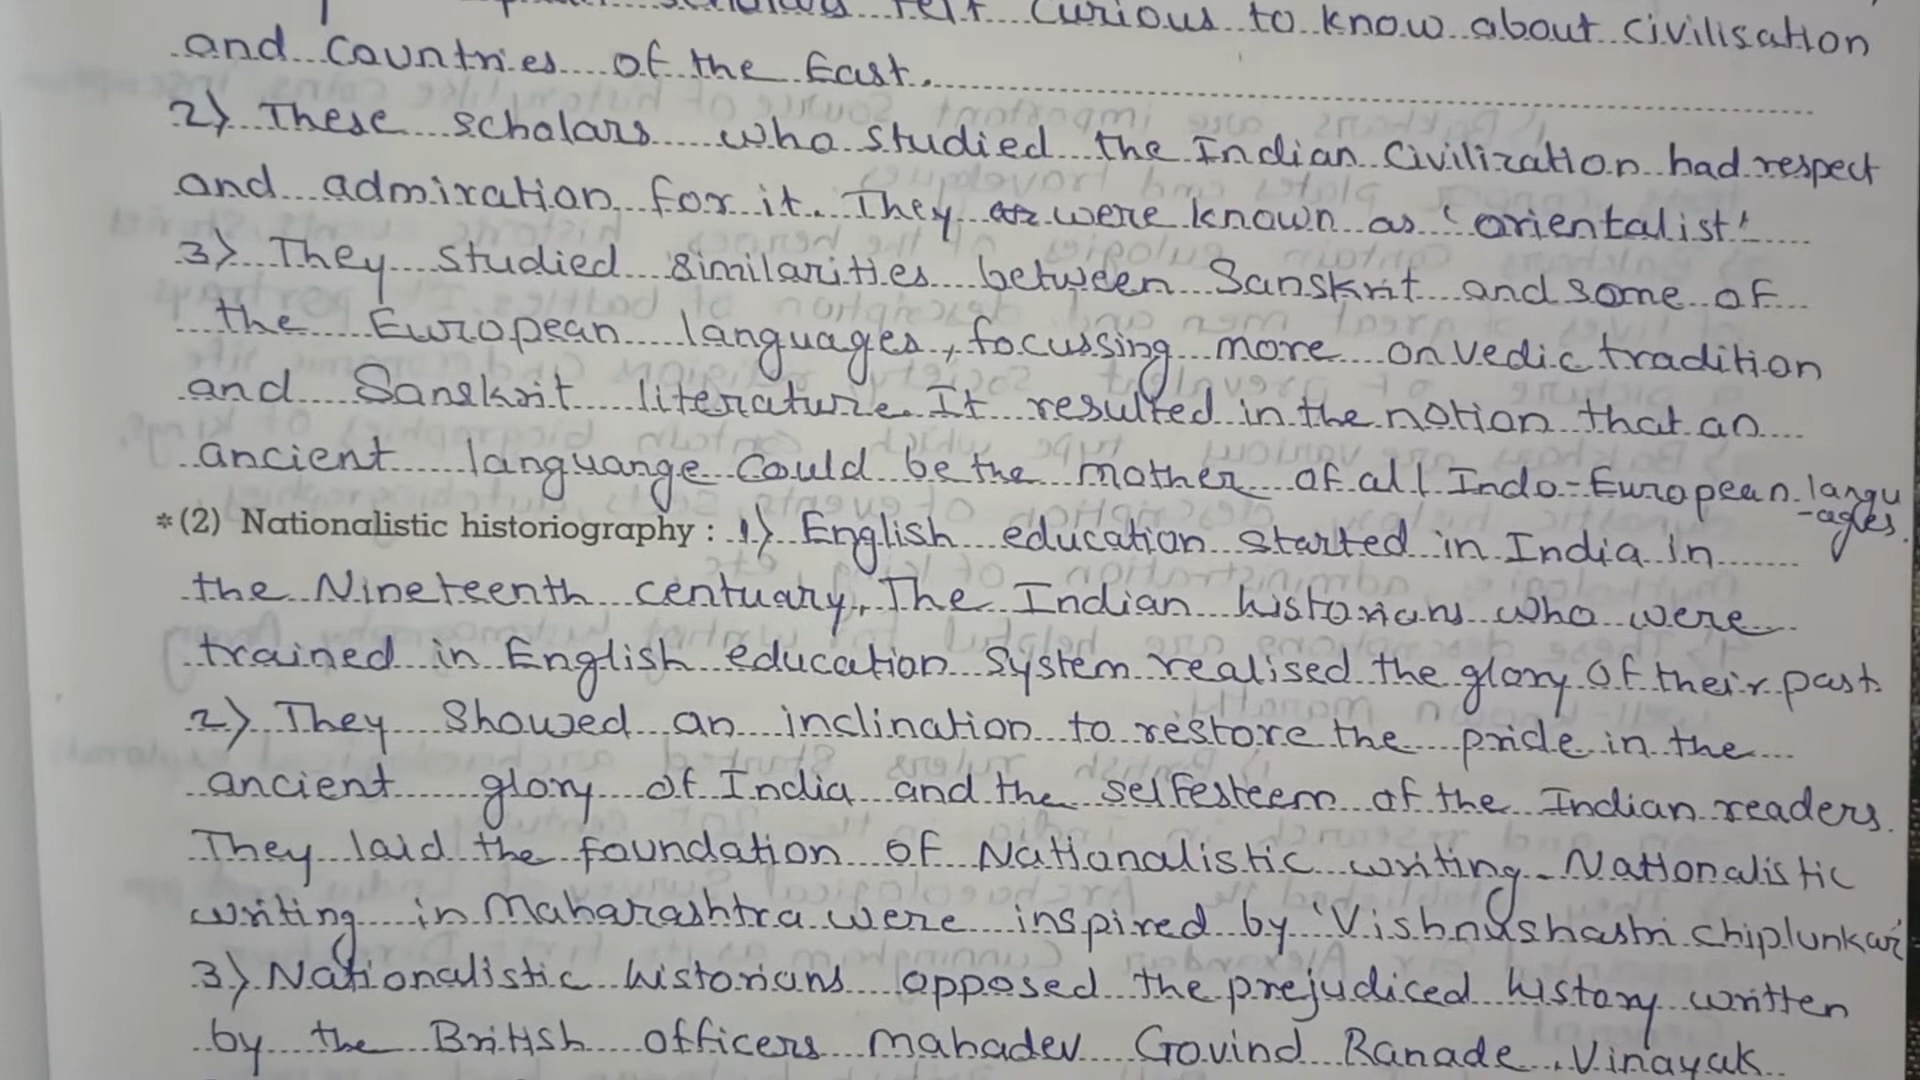 scholars felt curious to know about civilisation
and countries of the East.
2) These scholars who studied the Indian Civilization had respect
and admiration for it. They were known as 'orientalist'
3) They studied similarities between Sanskrit and some of
the European languages, focussing more on vedic tradition
and Sanskrit literature. It resulted in the notion that an
ancient languange could be the mother of all Indo-European langu
-ages.
*(2) Nationalistic historiography : 1) English education started in India in
the Nineteenth centuary. The Indian historians who were
trained in English education system realised the glory of their past.
2) They showed an inclination to restore the pride in the
ancient glory of India and the selfesteem of the Indian readers.
They laid the foundation of Nationalistic writing. Nationalistic
writing in Maharashtra were inspired by 'Vishnushastri chiplunkar'
3) Nationalistic historians opposed the prejudiced history written
by the British officers mahadev Govind Ranade, Vinayak